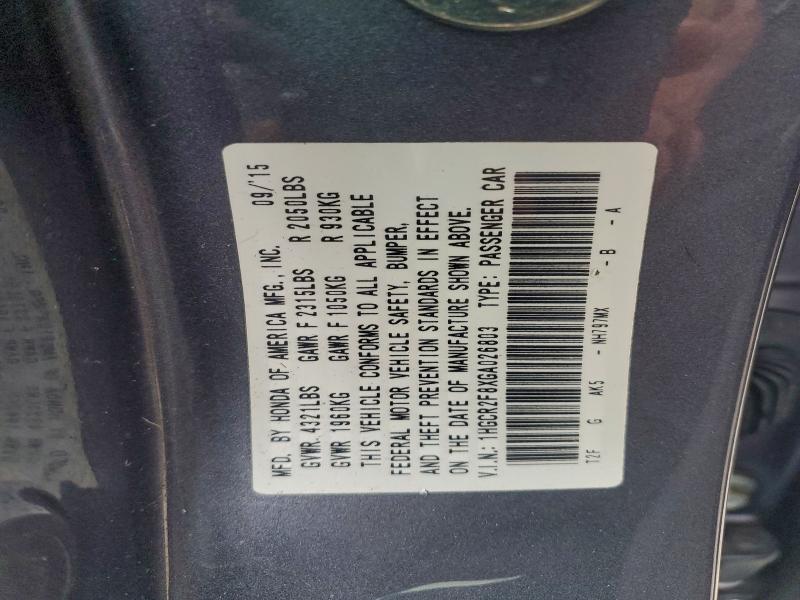 MFD. BY HONDA OF AMERICA MFG., INC. 09/'15
GVWR 4321LBS GAWR F 2315LBS R 2050LBS
GVWR 1960KG GAWR F 1050KG R 930KG
THIS VEHICLE CONFORMS TO ALL APPLICABLE
FEDERAL MOTOR VEHICLE SAFETY, BUMPER,
AND THEFT PREVENTION STANDARDS IN EFFECT
ON THE DATE OF MANUFACTURE SHOWN ABOVE.
V.I.N.: 1HGCR2F8XGA026803 TYPE: PASSENGER CAR
T2F G AK5 - NH797MX - B - A